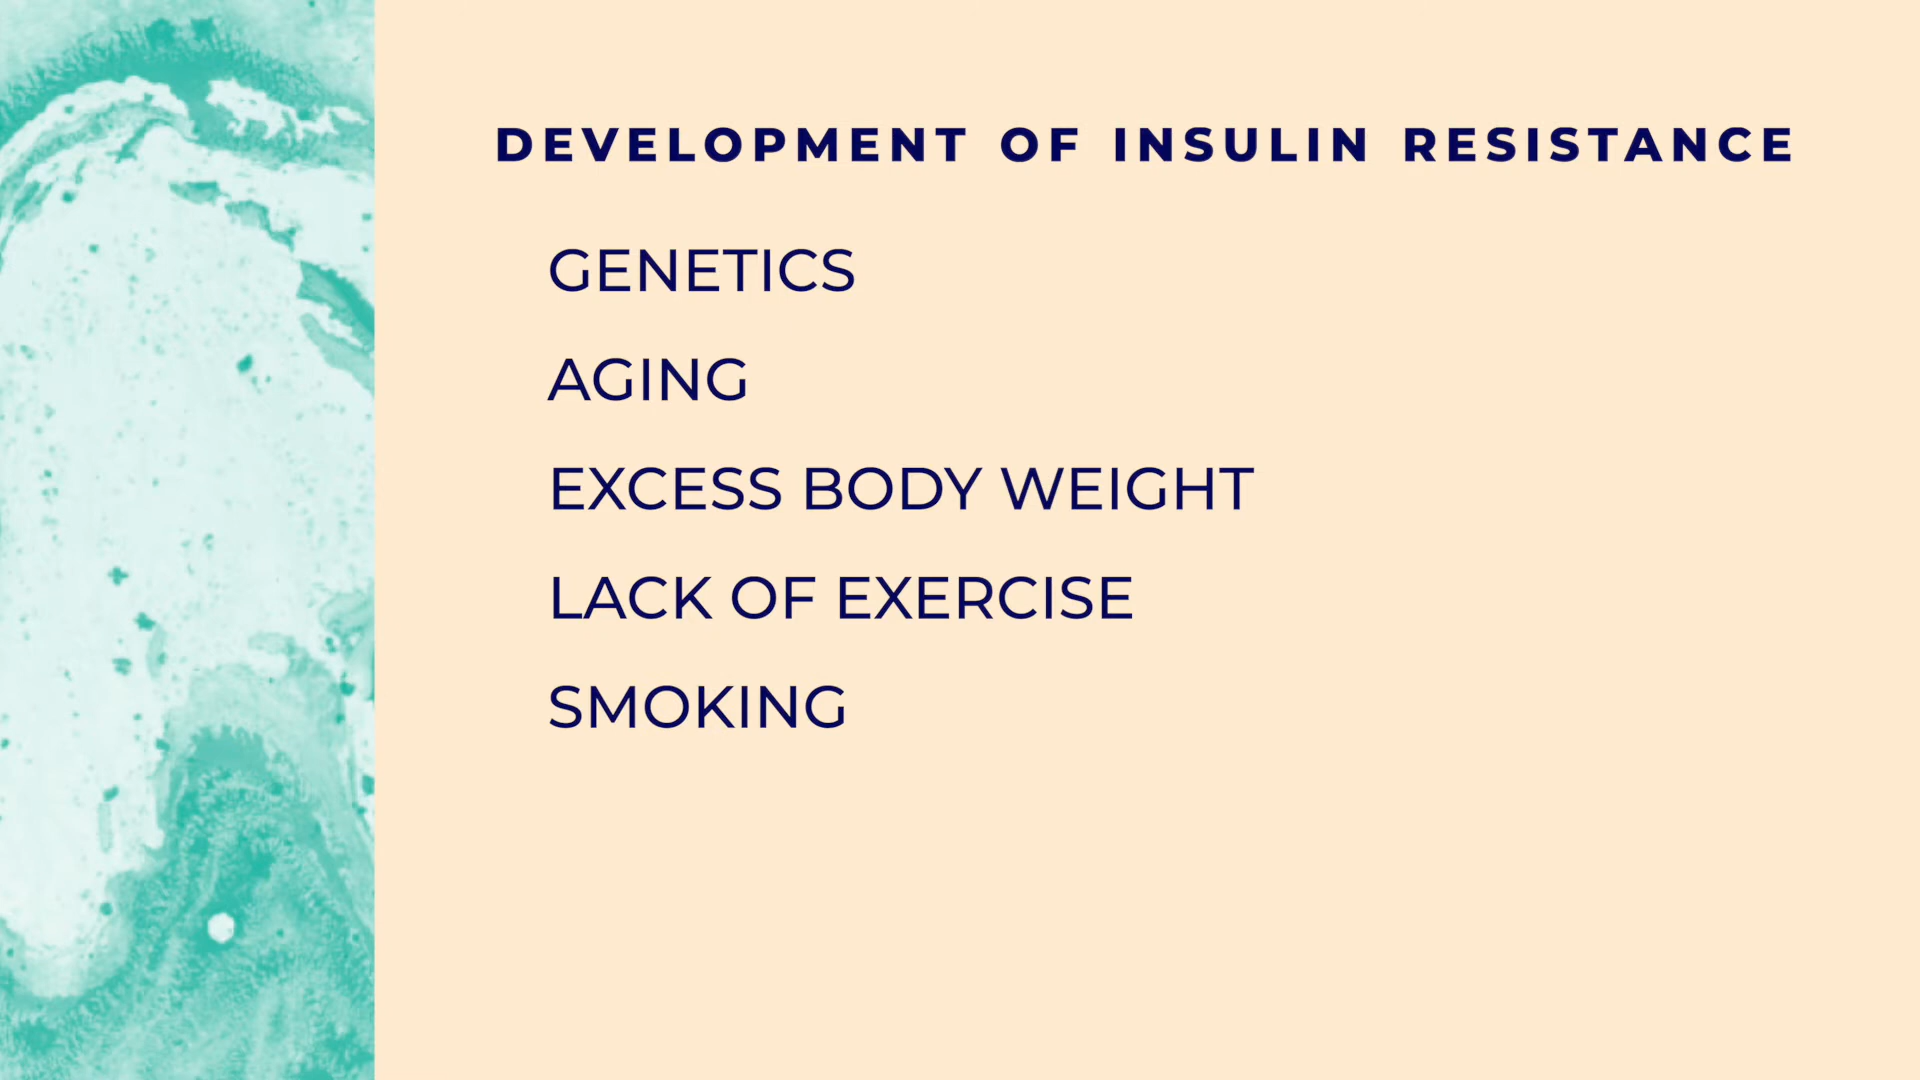 DEVELOPMENT OF INSULIN RESISTANCE
GENETICS
AGING
EXCESS BODY WEIGHT
LACK OF EXERCISE
SMOKING